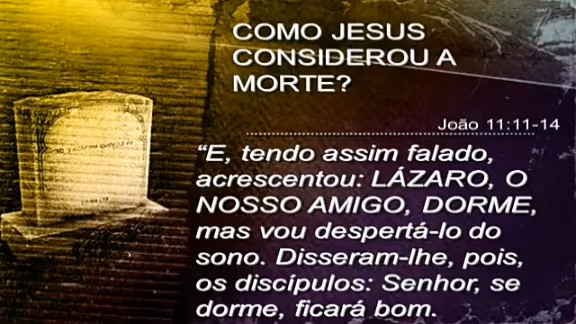 COMO JESUS
CONSIDEROU A
MORTE?
João 11:11-14
“E, tendo assim falado,
acrescentou: LÁZARO, O
NOSSO AMIGO, DORME,
mas vou despertá-lo do
sono. Disseram-lhe, pois,
os discípulos: Senhor, se
dorme, ficará bom.